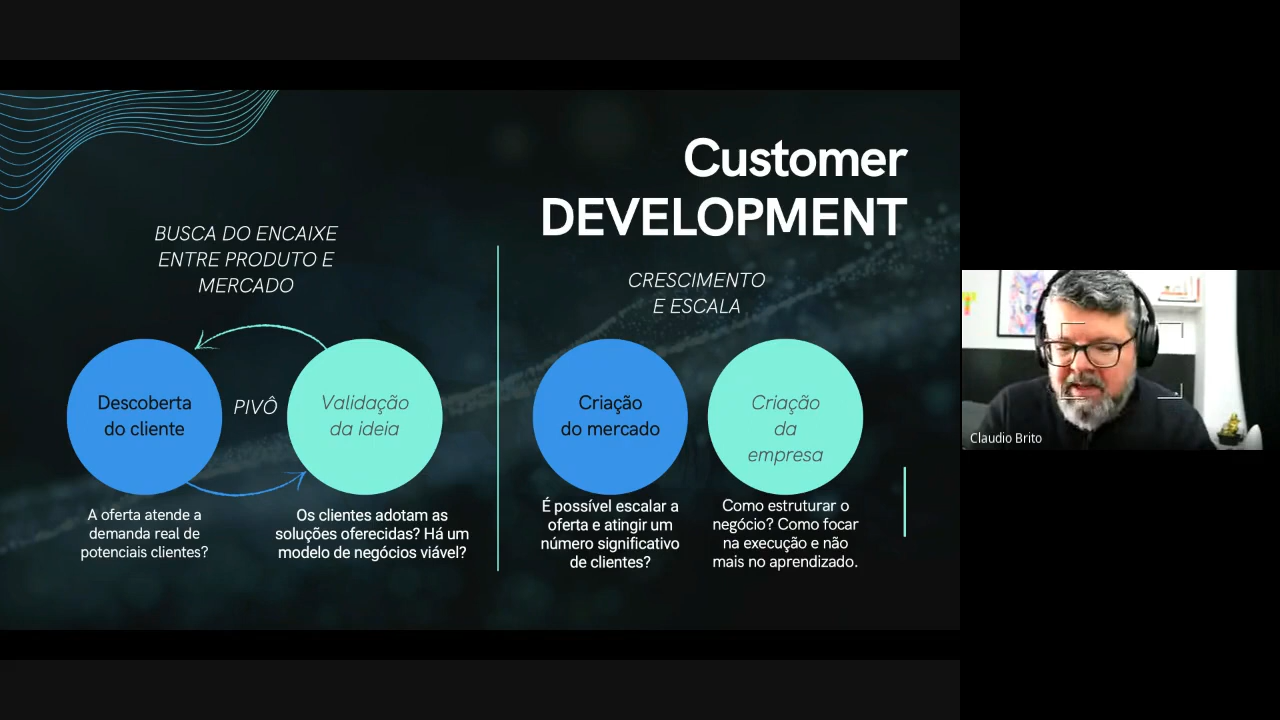 Customer
DEVELOPMENT
BUSCA DO ENCAIXE
ENTRE PRODUTO E
MERCADO
Descoberta
do cliente
PIVÔ
Validação
da ideia
A oferta atende a
demanda real de
potenciais clientes?
Os clientes adotam as
soluções oferecidas? Há um
modelo de negócios viável?
CRESCIMENTO
E ESCALA
Criação
do mercado
Criação
da
empresa
É possível escalar a
oferta e atingir um
número significativo
de clientes?
Como estruturar o
negócio? Como focar
na execução e não
mais no aprendizado.
Claudio Brito